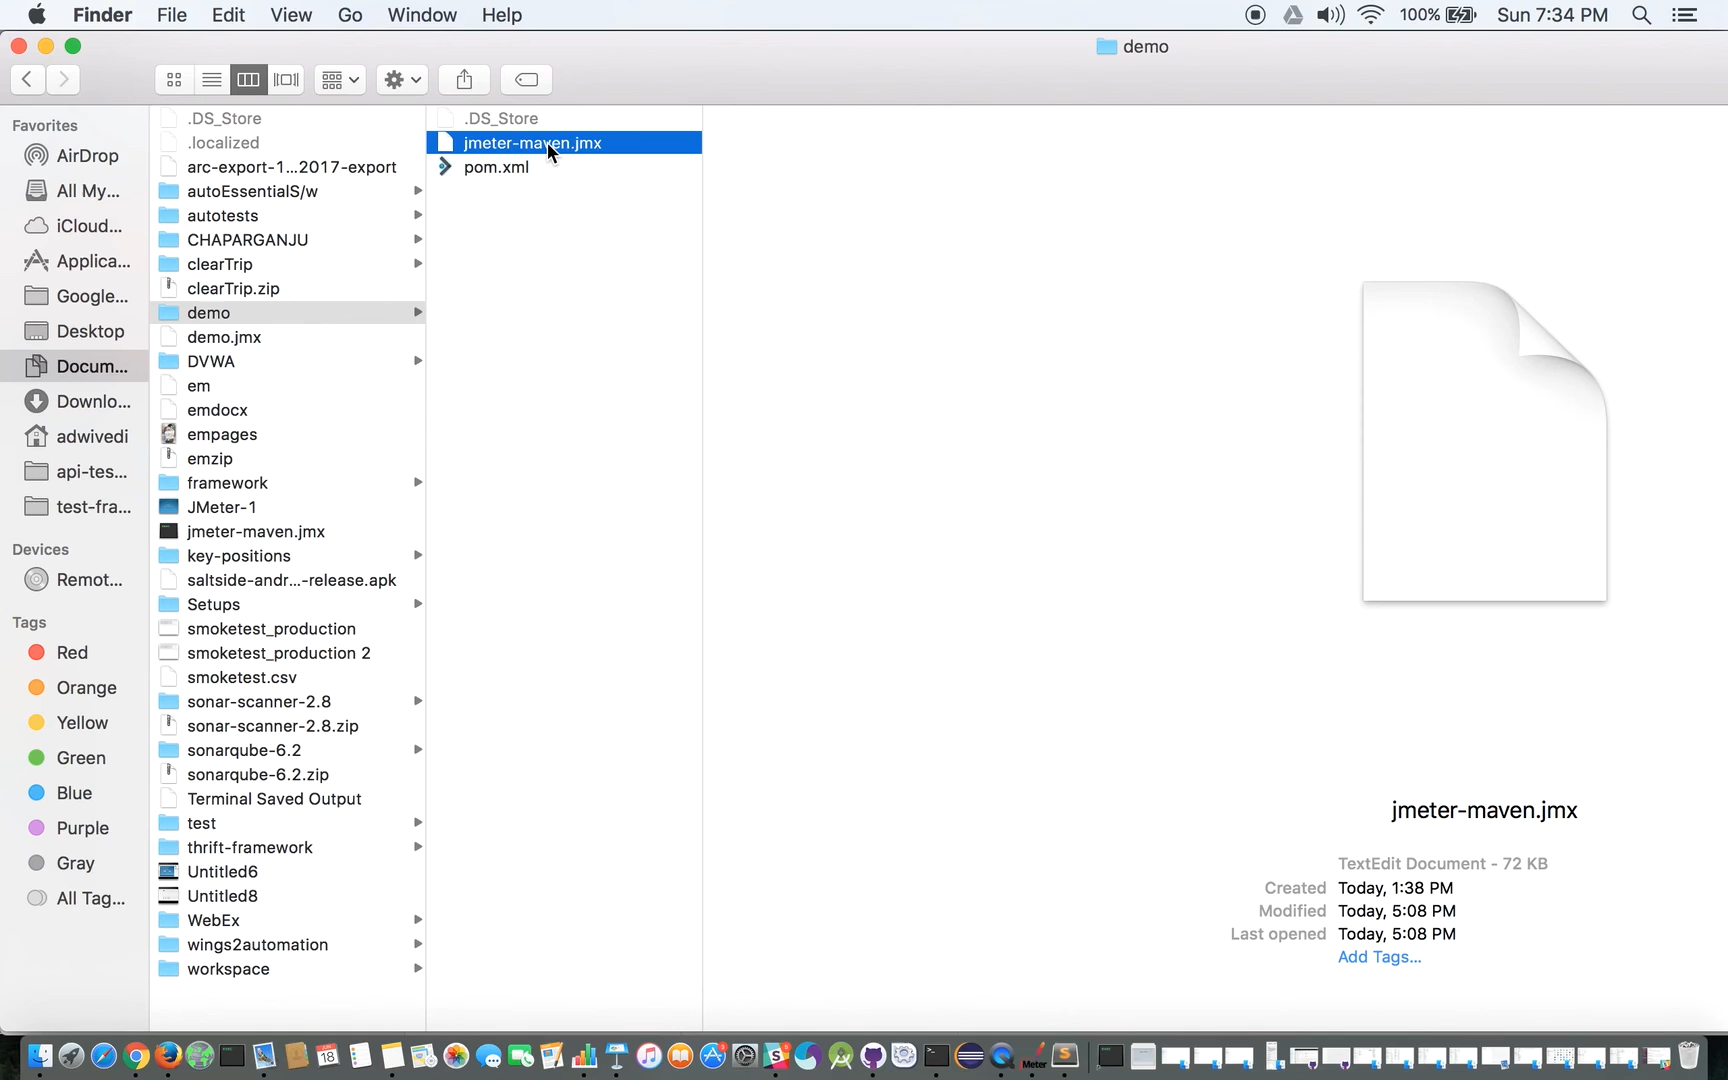 Finder File Edit View Go Window Help 100% Sun 7:34 PM
demo
Favorites
AirDrop
All My...
iCloud...
Applica...
Google...
Desktop
Docum...
Downlo...
adwivedi
api-tes...
test-fra...
Devices
Remot...
Tags
Red
Orange
Yellow
Green
Blue
Purple
Gray
All Tag...
.DS_Store
.localized
arc-export-1...2017-export
autoEssentialS/w
autotests
CHAPARGANJU
clearTrip
clearTrip.zip
demo
demo.jmx
DVWA
em
emdocx
empages
emzip
framework
JMeter-1
jmeter-maven.jmx
key-positions
saltside-andr...-release.apk
Setups
smoketest_production
smoketest_production 2
smoketest.csv
sonar-scanner-2.8
sonar-scanner-2.8.zip
sonarqube-6.2
sonarqube-6.2.zip
Terminal Saved Output
test
thrift-framework
Untitled6
Untitled8
WebEx
wings2automation
workspace
.DS_Store
jmeter-maven.jmx
pom.xml
jmeter-maven.jmx
TextEdit Document - 72 KB
Created Today, 1:38 PM
Modified Today, 5:08 PM
Last opened Today, 5:08 PM
Add Tags...
18
Meter